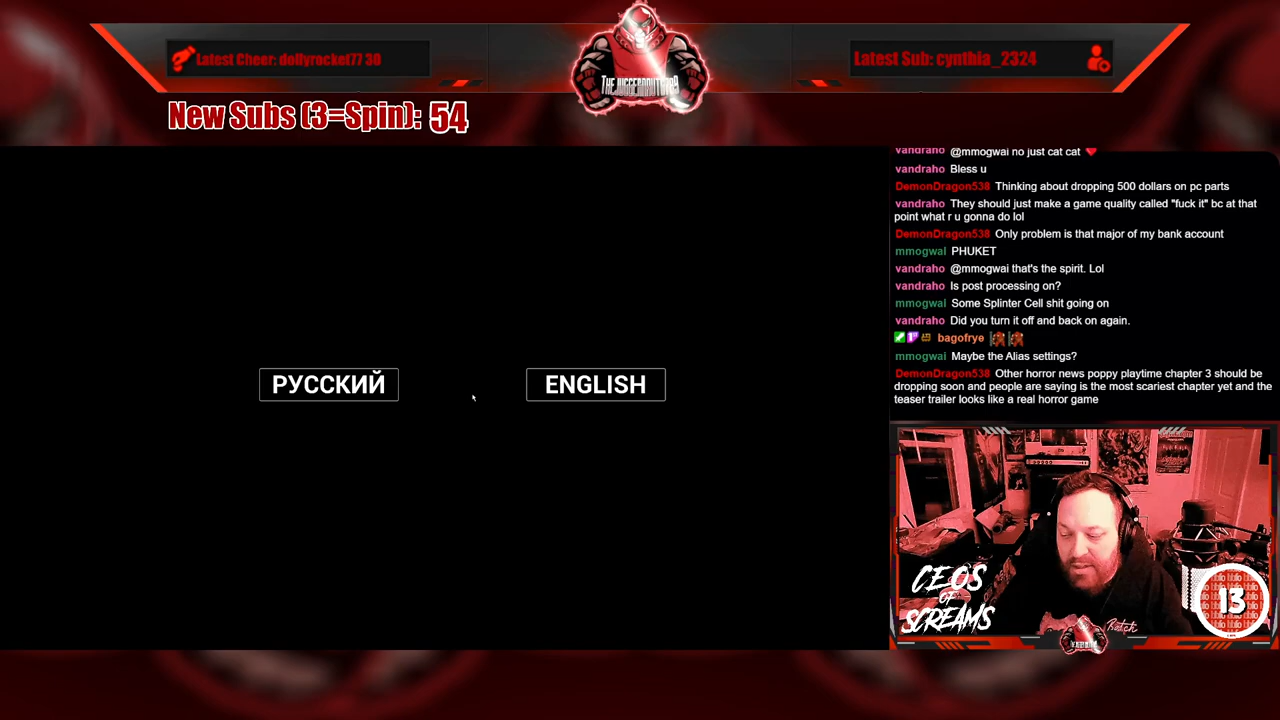 Latest Cheer: dollyrocket77 30
THEJUGGERNAUT0789
Latest Sub: cynthia_2324
New Subs (3=Spin): 54
РУССКИЙ
ENGLISH
vandraho @mmogwai no just cat cat
vandraho Bless u
DemonDragon538 Thinking about dropping 500 dollars on pc parts
vandraho They should just make a game quality called "fuck it" bc at that
point what r u gonna do lol
DemonDragon538 Only problem is that major of my bank account
mmogwai PHUKET
vandraho @mmogwai that's the spirit. Lol
vandraho Is post processing on?
mmogwai Some Splinter Cell shit going on
vandraho Did you turn it off and back on again.
bagofrye
mmogwai Maybe the Alias settings?
DemonDragon538 Other horror news poppy playtime chapter 3 should be
dropping soon and people are saying is the most scariest chapter yet and the
teaser trailer looks like a real horror game
CEOS
OF
SCREAMS
13